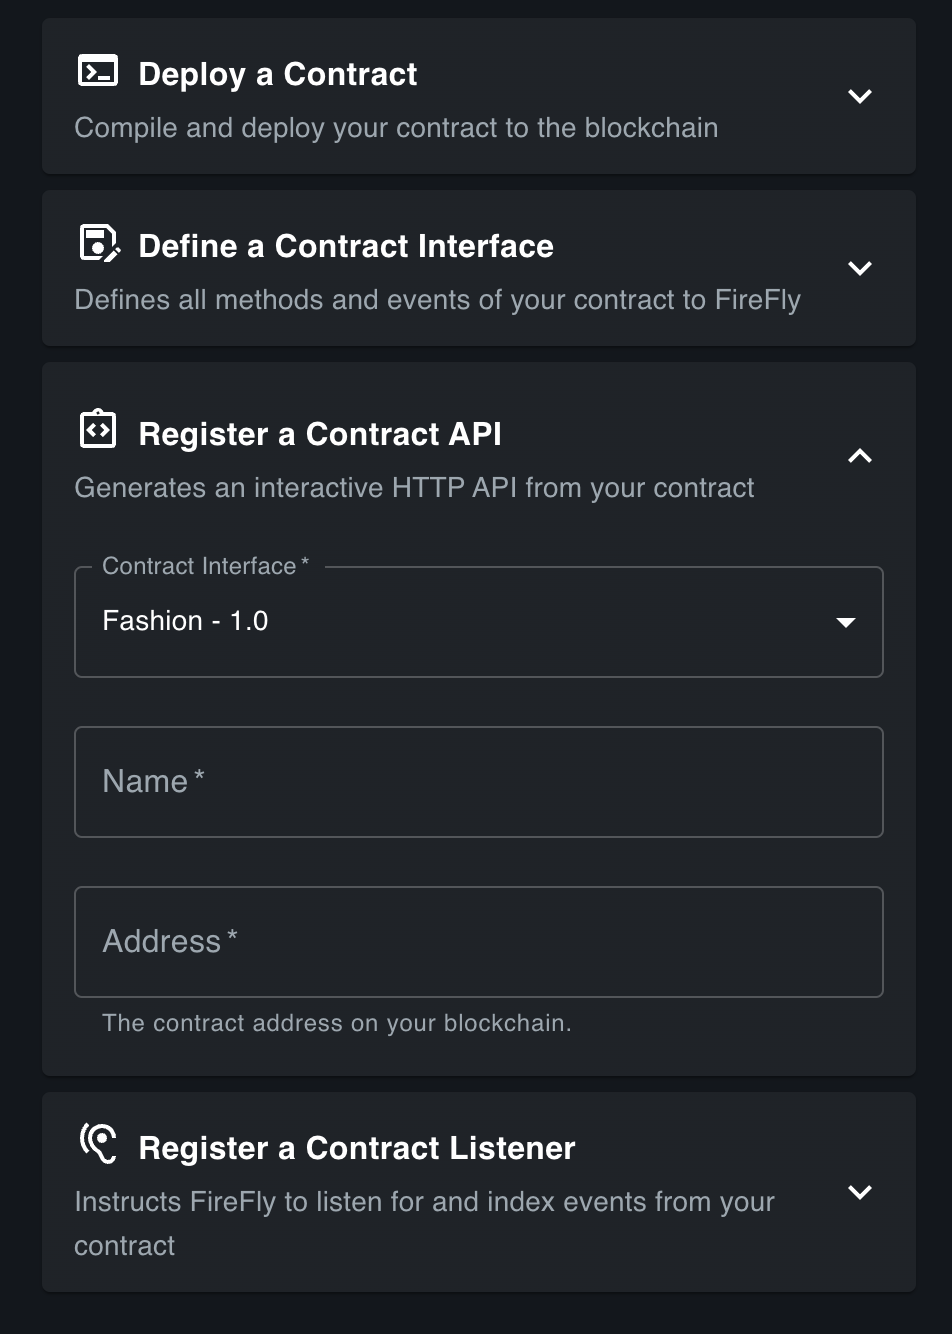 Deploy a Contract
Compile and deploy your contract to the blockchain
Define a Contract Interface
Defines all methods and events of your contract to FireFly
Register a Contract API
Generates an interactive HTTP API from your contract
Contract Interface *
Fashion - 1.0
Name *
Address *
The contract address on your blockchain.
Register a Contract Listener
Instructs FireFly to listen for and index events from your
contract